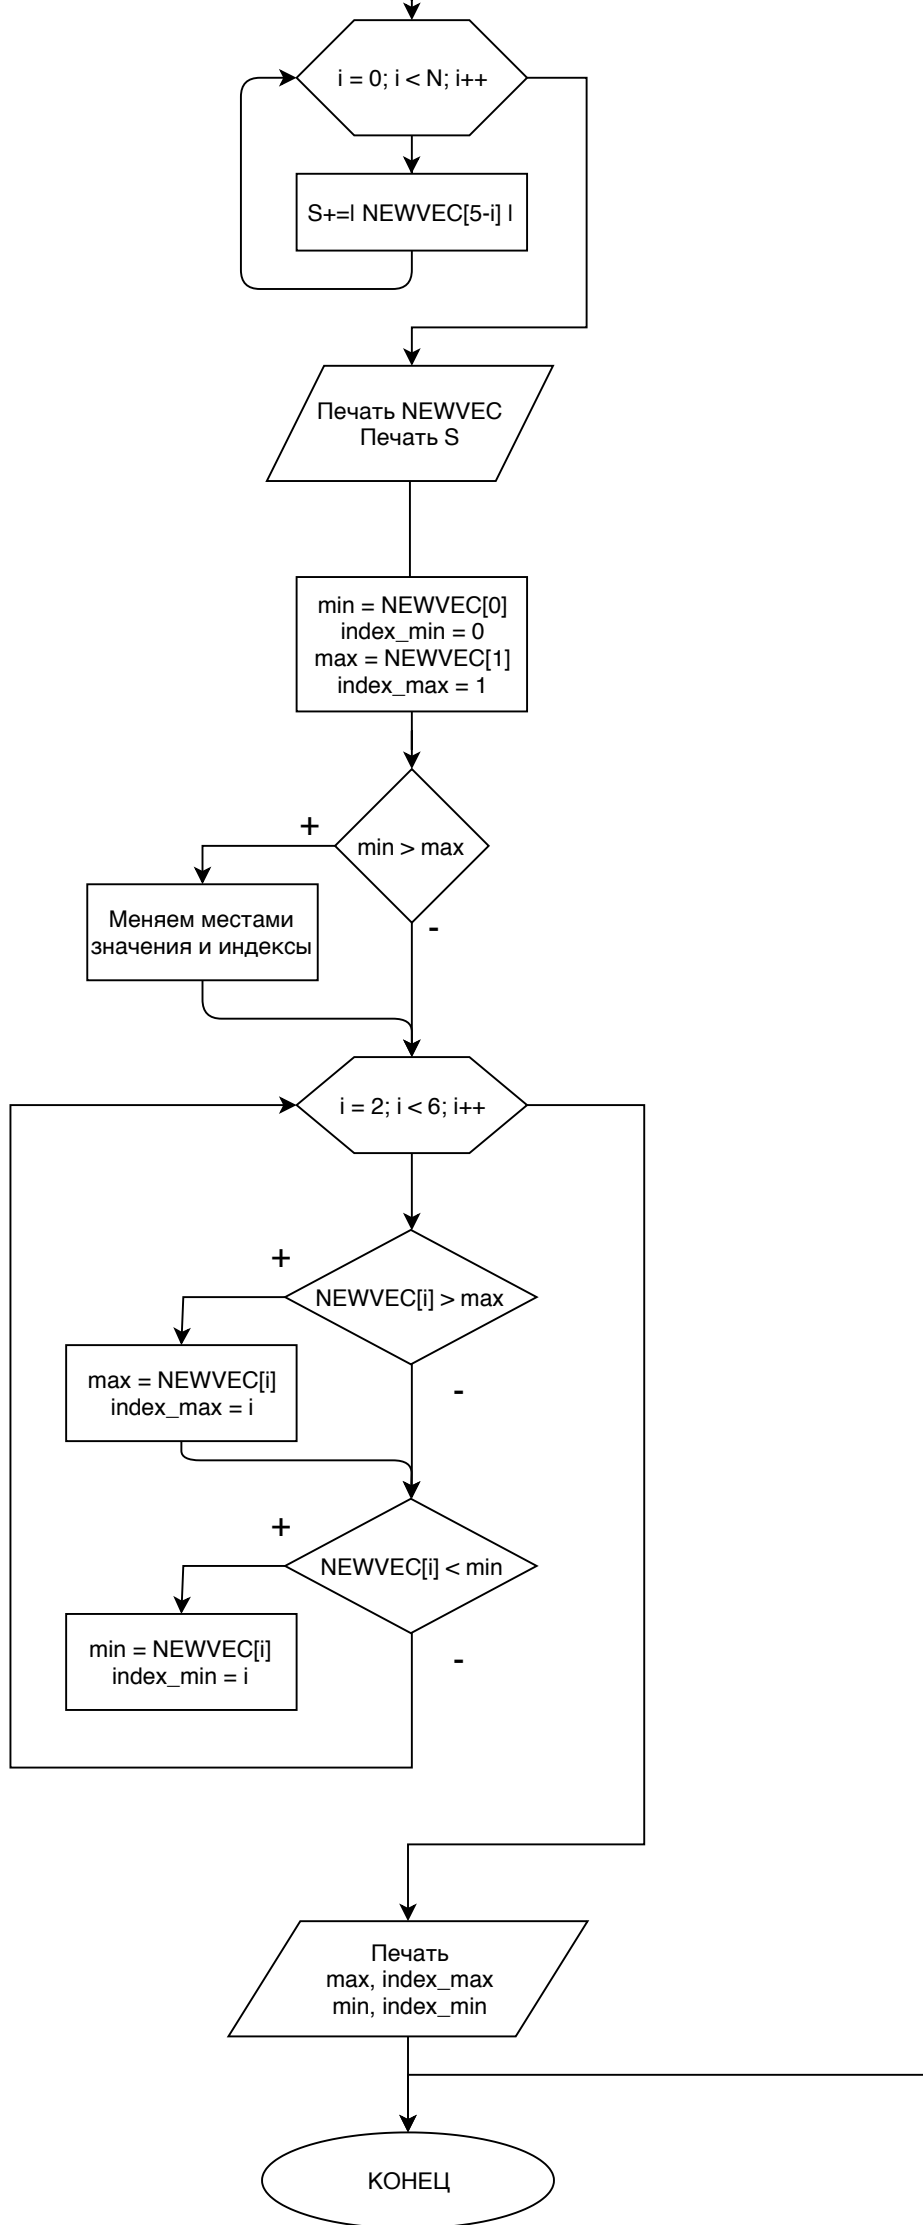 i = 0; i < N; i++
S+=| NEWVEC[5-i] |
Печать NEWVEC
Печать S
min = NEWVEC[0]
index_min = 0
max = NEWVEC[1]
index_max = 1
+
min > max
Меняем местами
значения и индексы
-
i = 2; i < 6; i++
+
NEWVEC[i] > max
max = NEWVEC[i]
index_max = i
-
+
NEWVEC[i] < min
min = NEWVEC[i]
index_min = i
-
Печать
max, index_max
min, index_min
КОНЕЦ